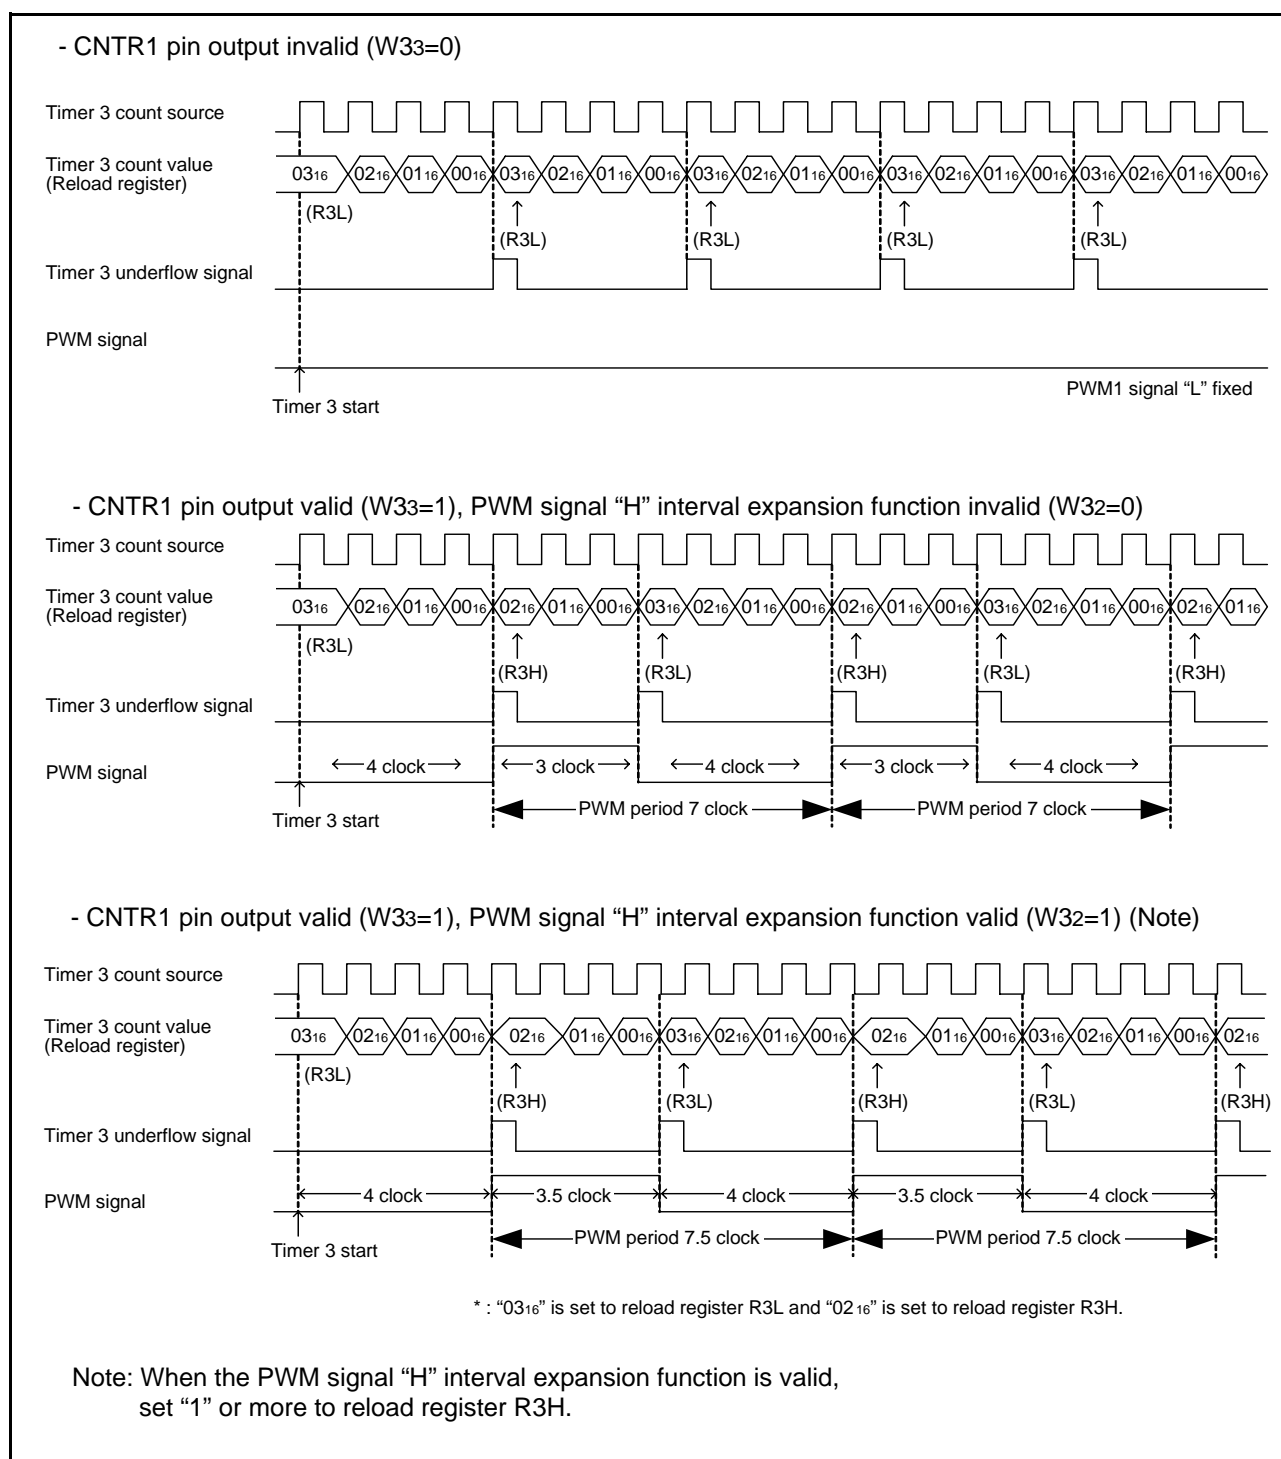 - CNTR1 pin output invalid (W33=0)
Timer 3 count source
Timer 3 count value
(Reload register)
0316 0216 0116 0016 0316 0216 0116 0016 0316 0216 0116 0016 0316 0216 0116 0016 0316 0216 0116 0016
(R3L) (R3L) (R3L) (R3L) (R3L)
Timer 3 underflow signal
PWM signal
PWM1 signal “L” fixed
Timer 3 start
- CNTR1 pin output valid (W33=1), PWM signal “H” interval expansion function invalid (W32=0)
Timer 3 count source
Timer 3 count value
(Reload register)
0316 0216 0116 0016 0216 0116 0016 0316 0216 0116 0016 0216 0116 0016 0316 0216 0116 0016 0216 0116
(R3L) (R3H) (R3L) (R3H) (R3L) (R3H)
Timer 3 underflow signal
PWM signal
4 clock 3 clock 4 clock 3 clock 4 clock
PWM period 7 clock PWM period 7 clock
Timer 3 start
- CNTR1 pin output valid (W33=1), PWM signal “H” interval expansion function valid (W32=1) (Note)
Timer 3 count source
Timer 3 count value
(Reload register)
0316 0216 0116 0016 0216 0116 0016 0316 0216 0116 0016 0216 0116 0016 0316 0216 0116 0016 0216
(R3L) (R3H) (R3L) (R3H) (R3L) (R3H)
Timer 3 underflow signal
PWM signal
4 clock 3.5 clock 4 clock 3.5 clock 4 clock
PWM period 7.5 clock PWM period 7.5 clock
Timer 3 start
* : “0316” is set to reload register R3L and “0216” is set to reload register R3H.
Note: When the PWM signal “H” interval expansion function is valid,
set “1” or more to reload register R3H.